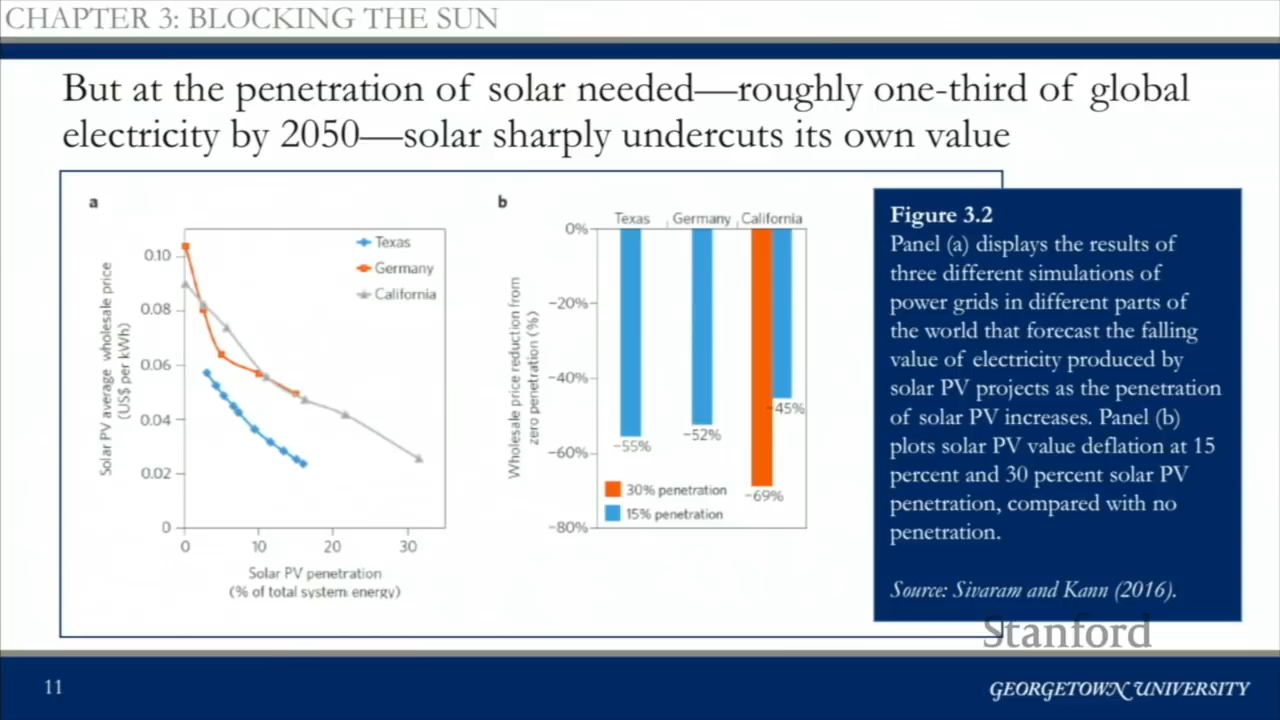 CHAPTER 3: BLOCKING THE SUN
But at the penetration of solar needed—roughly one-third of global
electricity by 2050—solar sharply undercuts its own value
a
Solar PV average wholesale price
(US$ per kWh)
0.10
0.08
0.06
0.04
0.02
0
0 10 20 30
Texas
Germany
California
Solar PV penetration
(% of total system energy)
b
Wholesale price reduction from
zero penetration (%)
Texas Germany California
0%
−20%
−40%
−60%
−80%
−55%
−52%
−69%
−45%
30% penetration
15% penetration
Figure 3.2
Panel (a) displays the results of
three different simulations of
power grids in different parts of
the world that forecast the falling
value of electricity produced by
solar PV projects as the penetration
of solar PV increases. Panel (b)
plots solar PV value deflation at 15
percent and 30 percent solar PV
penetration, compared with no
penetration.
Source: Sivaram and Kann (2016).
Stanford
11
GEORGETOWN UNIVERSITY